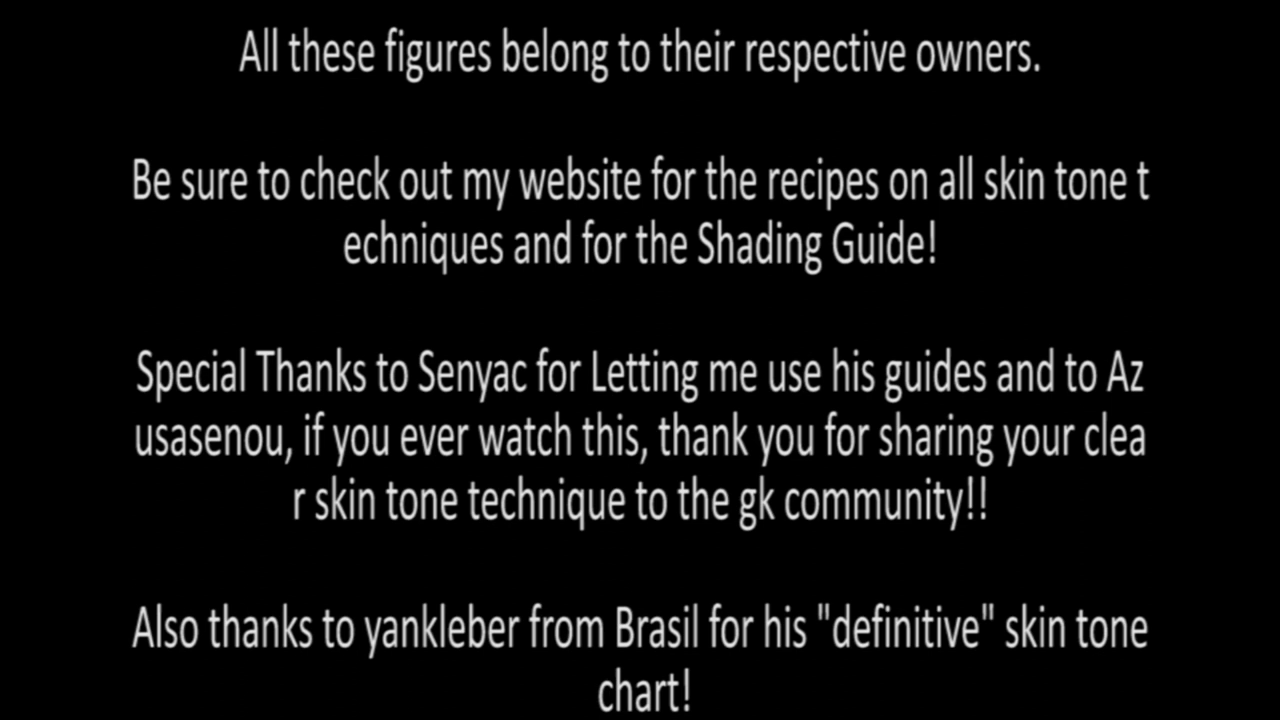 All these figures belong to their respective owners.
Be sure to check out my website for the recipes on all skin tone t
echniques and for the Shading Guide!
Special Thanks to Senyac for Letting me use his guides and to Az
usasenou, if you ever watch this, thank you for sharing your clea
r skin tone technique to the gk community!!
Also thanks to yankleber from Brasil for his "definitive" skin tone
chart!